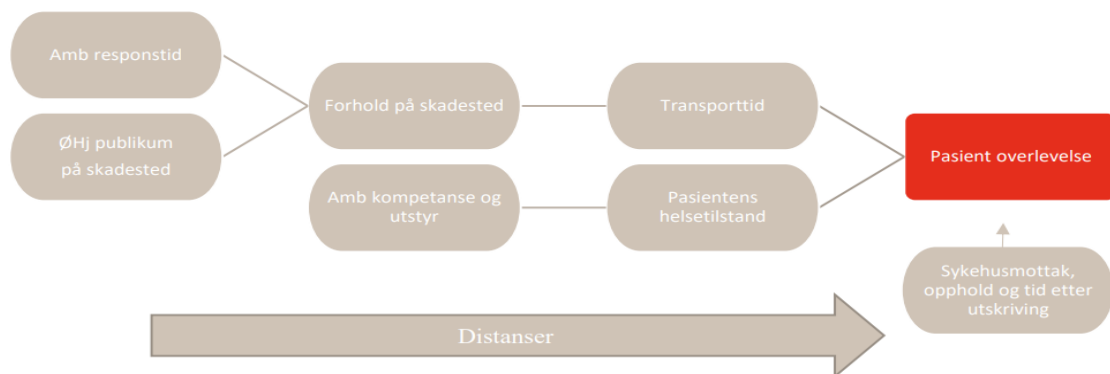 Amb responstid
ØHj publikum
på skadested
Forhold på skadested
Amb kompetanse og
utstyr
Transporttid
Pasientens
helsetilstand
Pasient overlevelse
Sykehusmottak,
opphold og tid etter
utskriving
Distanser